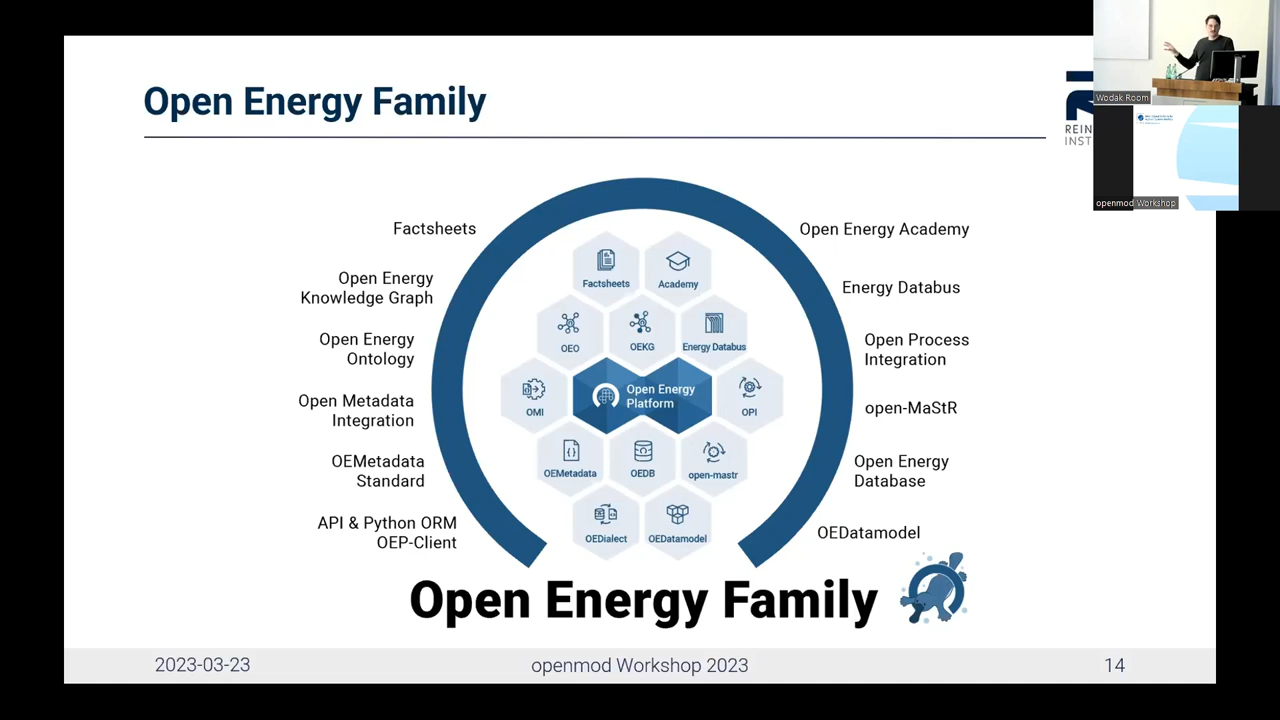 Open Energy Family
REIN
INST
Wodak Room
openmod Workshop
Factsheets
Open Energy
Knowledge Graph
Open Energy
Ontology
Open Metadata
Integration
OEMetadata
Standard
API & Python ORM
OEP-Client
Factsheets
Academy
OEO
OEKG
Energy Databus
OMI
Open Energy
Platform
OPI
OEMetadata
OEDB
open-mastr
OEDialect
OEDatamodel
Open Energy Academy
Energy Databus
Open Process
Integration
open-MaStR
Open Energy
Database
OEDatamodel
Open Energy Family
2023-03-23
openmod Workshop 2023
14